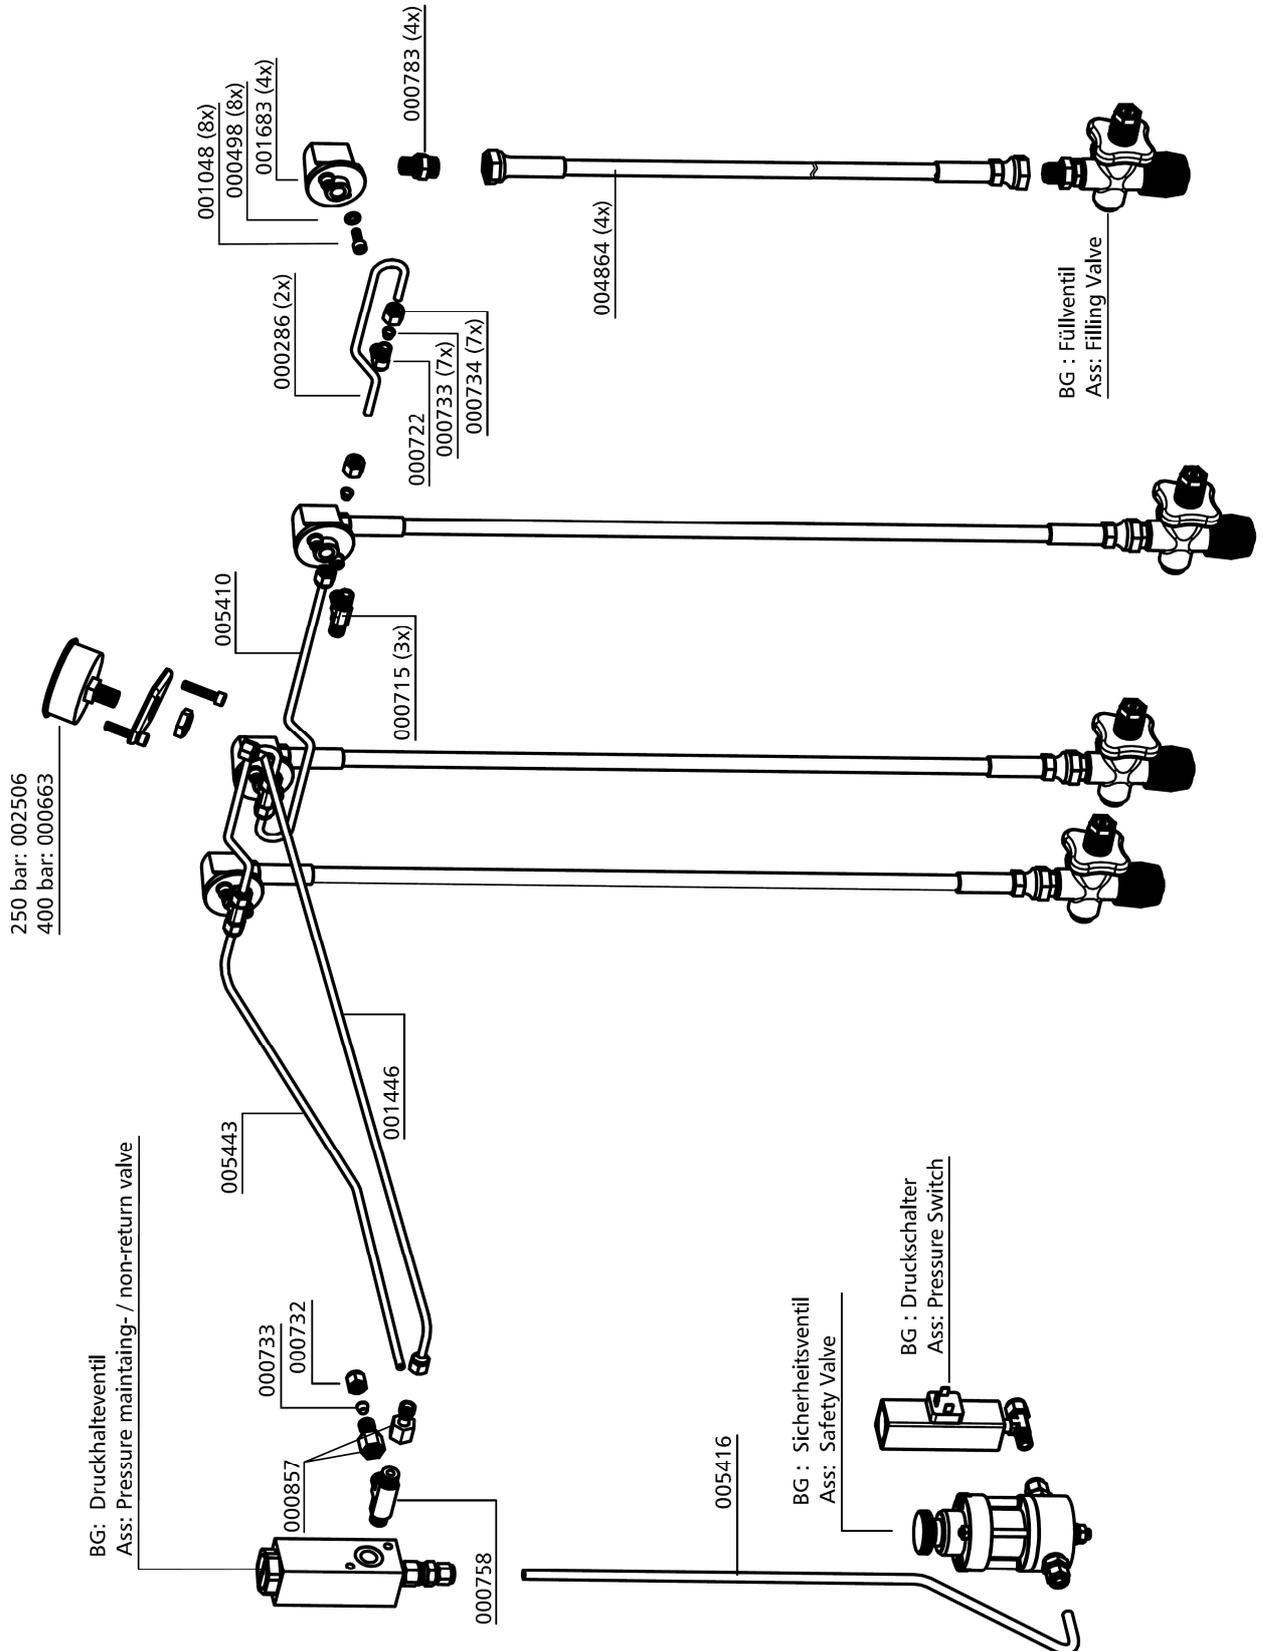 250 bar: 002506
400 bar: 000663
BG:  Druckhalteventil
Ass: Pressure maintaing- / non-return valve
001048 (8x)
000498 (8x)
001683 (4x)
000783 (4x)
000286 (2x)
004864 (4x)
BG : Füllventil
Ass: Filling Valve
000722
000733 (7x)
000734 (7x)
005410
000715 (3x)
005443
001446
000733
000732
000857
000758
005416
BG : Sicherheitsventil
Ass:  Safety Valve
BG : Druckschalter
Ass: Pressure Switch